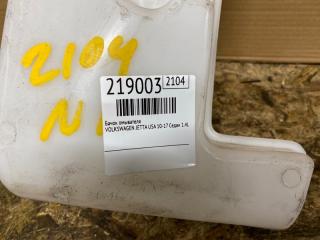 2104
219003 2104
Бачок омывателя
VOLKSWAGEN JETTA USA 10-17 Седан 1.4L